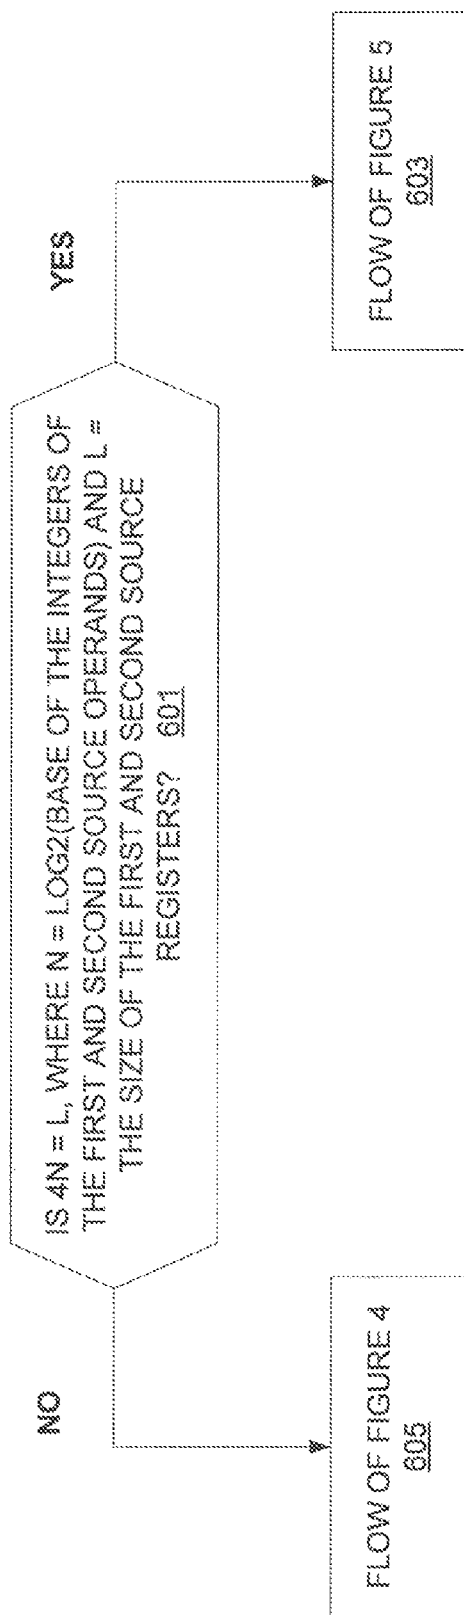 IS 4N = L, WHERE N = LOG2(BASE OF THE INTEGERS OF
THE FIRST AND SECOND SOURCE OPERANDS) AND L =
THE SIZE OF THE FIRST AND SECOND SOURCE
REGISTERS? 601
NO
YES
FLOW OF FIGURE 4
605
FLOW OF FIGURE 5
603